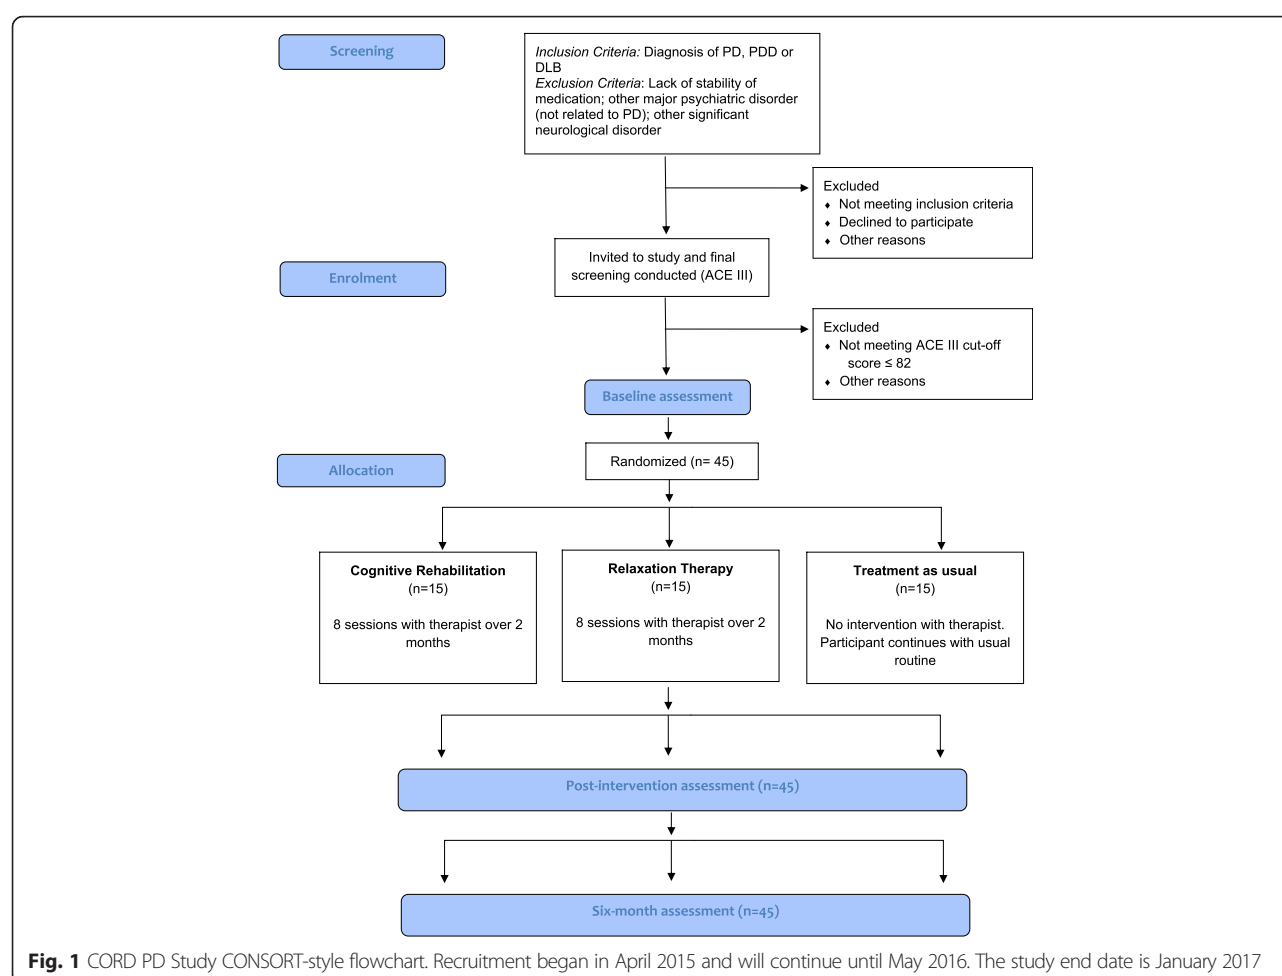 Screening
Inclusion Criteria: Diagnosis of PD, PDD or
DLB
Exclusion Criteria: Lack of stability of
medication; other major psychiatric disorder
(not related to PD); other significant
neurological disorder
Excluded
♦ Not meeting inclusion criteria
♦ Declined to participate
♦ Other reasons
Invited to study and final
screening conducted (ACE III)
Enrolment
Excluded
♦ Not meeting ACE III cut-off
score ≤ 82
♦ Other reasons
Baseline assessment
Randomized (n= 45)
Allocation
Cognitive Rehabilitation
(n=15)
8 sessions with therapist over 2
months
Relaxation Therapy
(n=15)
8 sessions with therapist over 2
months
Treatment as usual
(n=15)
No intervention with therapist.
Participant continues with usual
routine
Post-intervention assessment (n=45)
Six-month assessment (n=45)
Fig. 1 CORD PD Study CONSORT-style flowchart. Recruitment began in April 2015 and will continue until May 2016. The study end date is January 2017